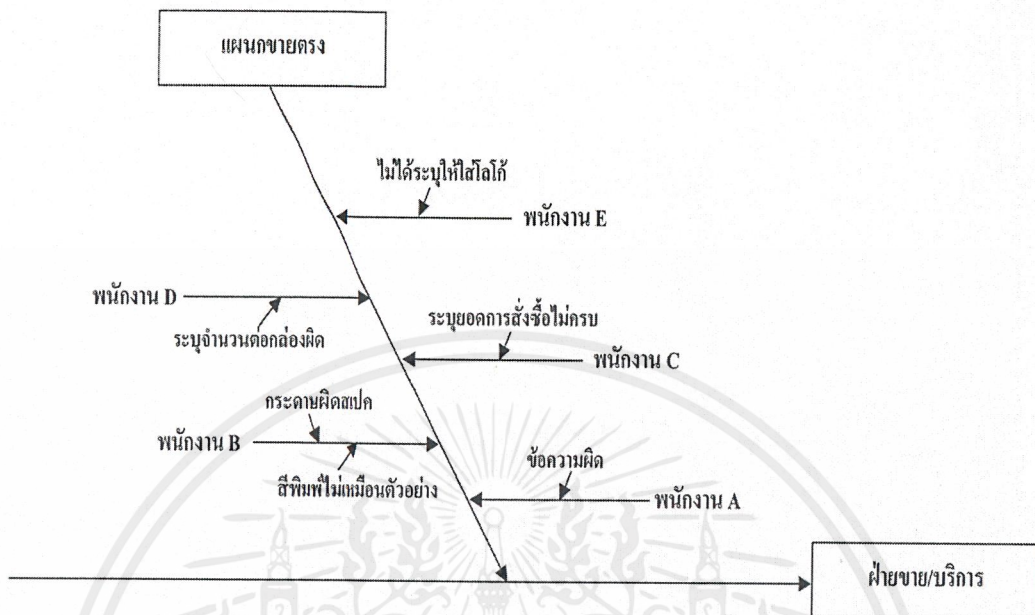 แผนกขายตรง
ไม่ได้ระบุให้ใส่โลโก้
พนักงาน E
พนักงาน D
ระบุจำนวนต่อกล่องผิด
ระบุยอดการสั่งซื้อไม่ครบ
พนักงาน C
กระดาษผิดสเปค
พนักงาน B
สีพิมพ์ไม่เหมือนตัวอย่าง
ข้อความผิด
พนักงาน A
ฝ่ายขาย/บริการ